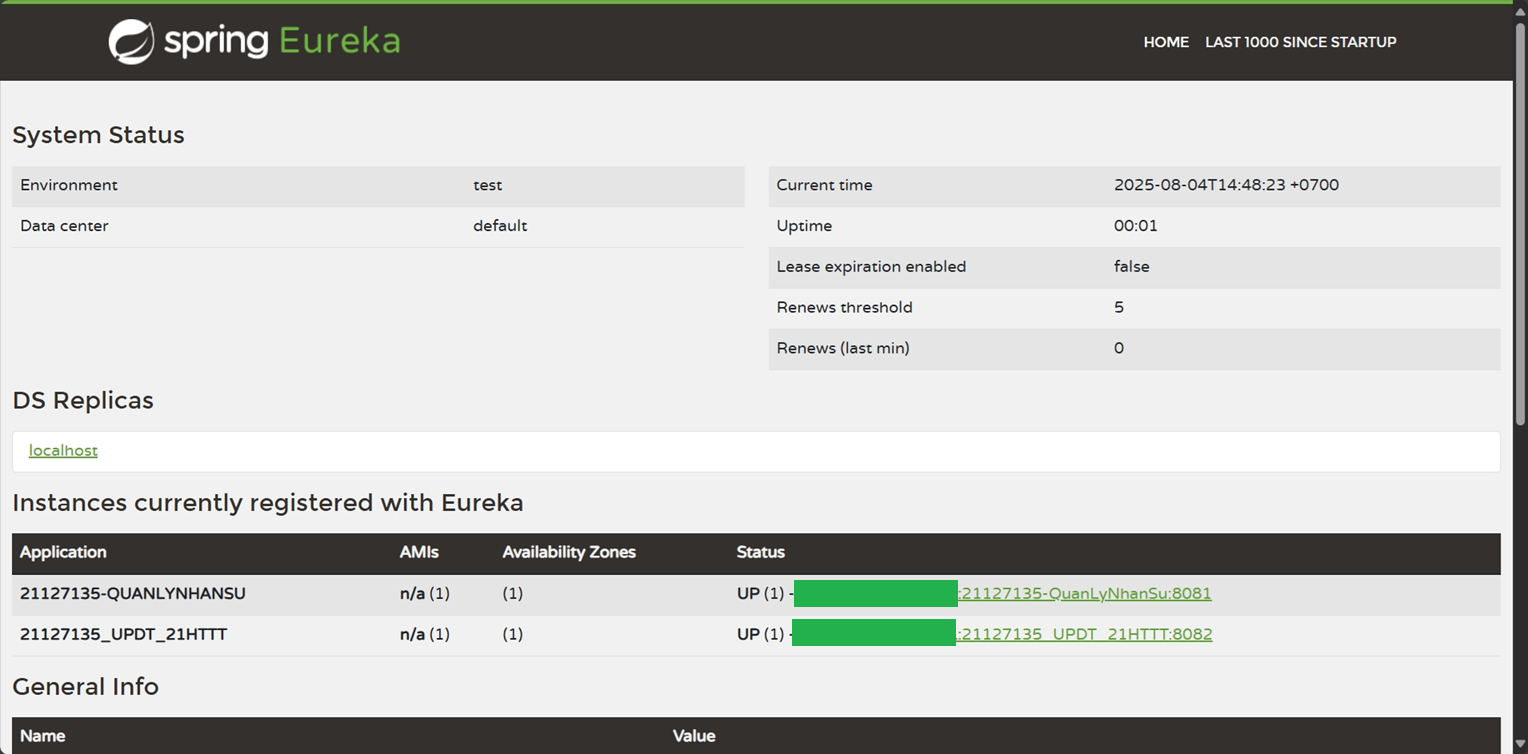 spring Eureka
HOME LAST 1000 SINCE STARTUP
System Status
Environment test
Data center default
Current time 2025-08-04T14:48:23 +0700
Uptime 00:01
Lease expiration enabled false
Renews threshold 5
Renews (last min) 0
DS Replicas
localhost
Instances currently registered with Eureka
Application AMIs Availability Zones Status
21127135-QUANLYNHANSU n/a (1) (1) UP (1) - :21127135-QuanLyNhanSu:8081
21127135_UPDT_21HTTT n/a (1) (1) UP (1) - :21127135_UPDT_21HTTT:8082
General Info
Name Value